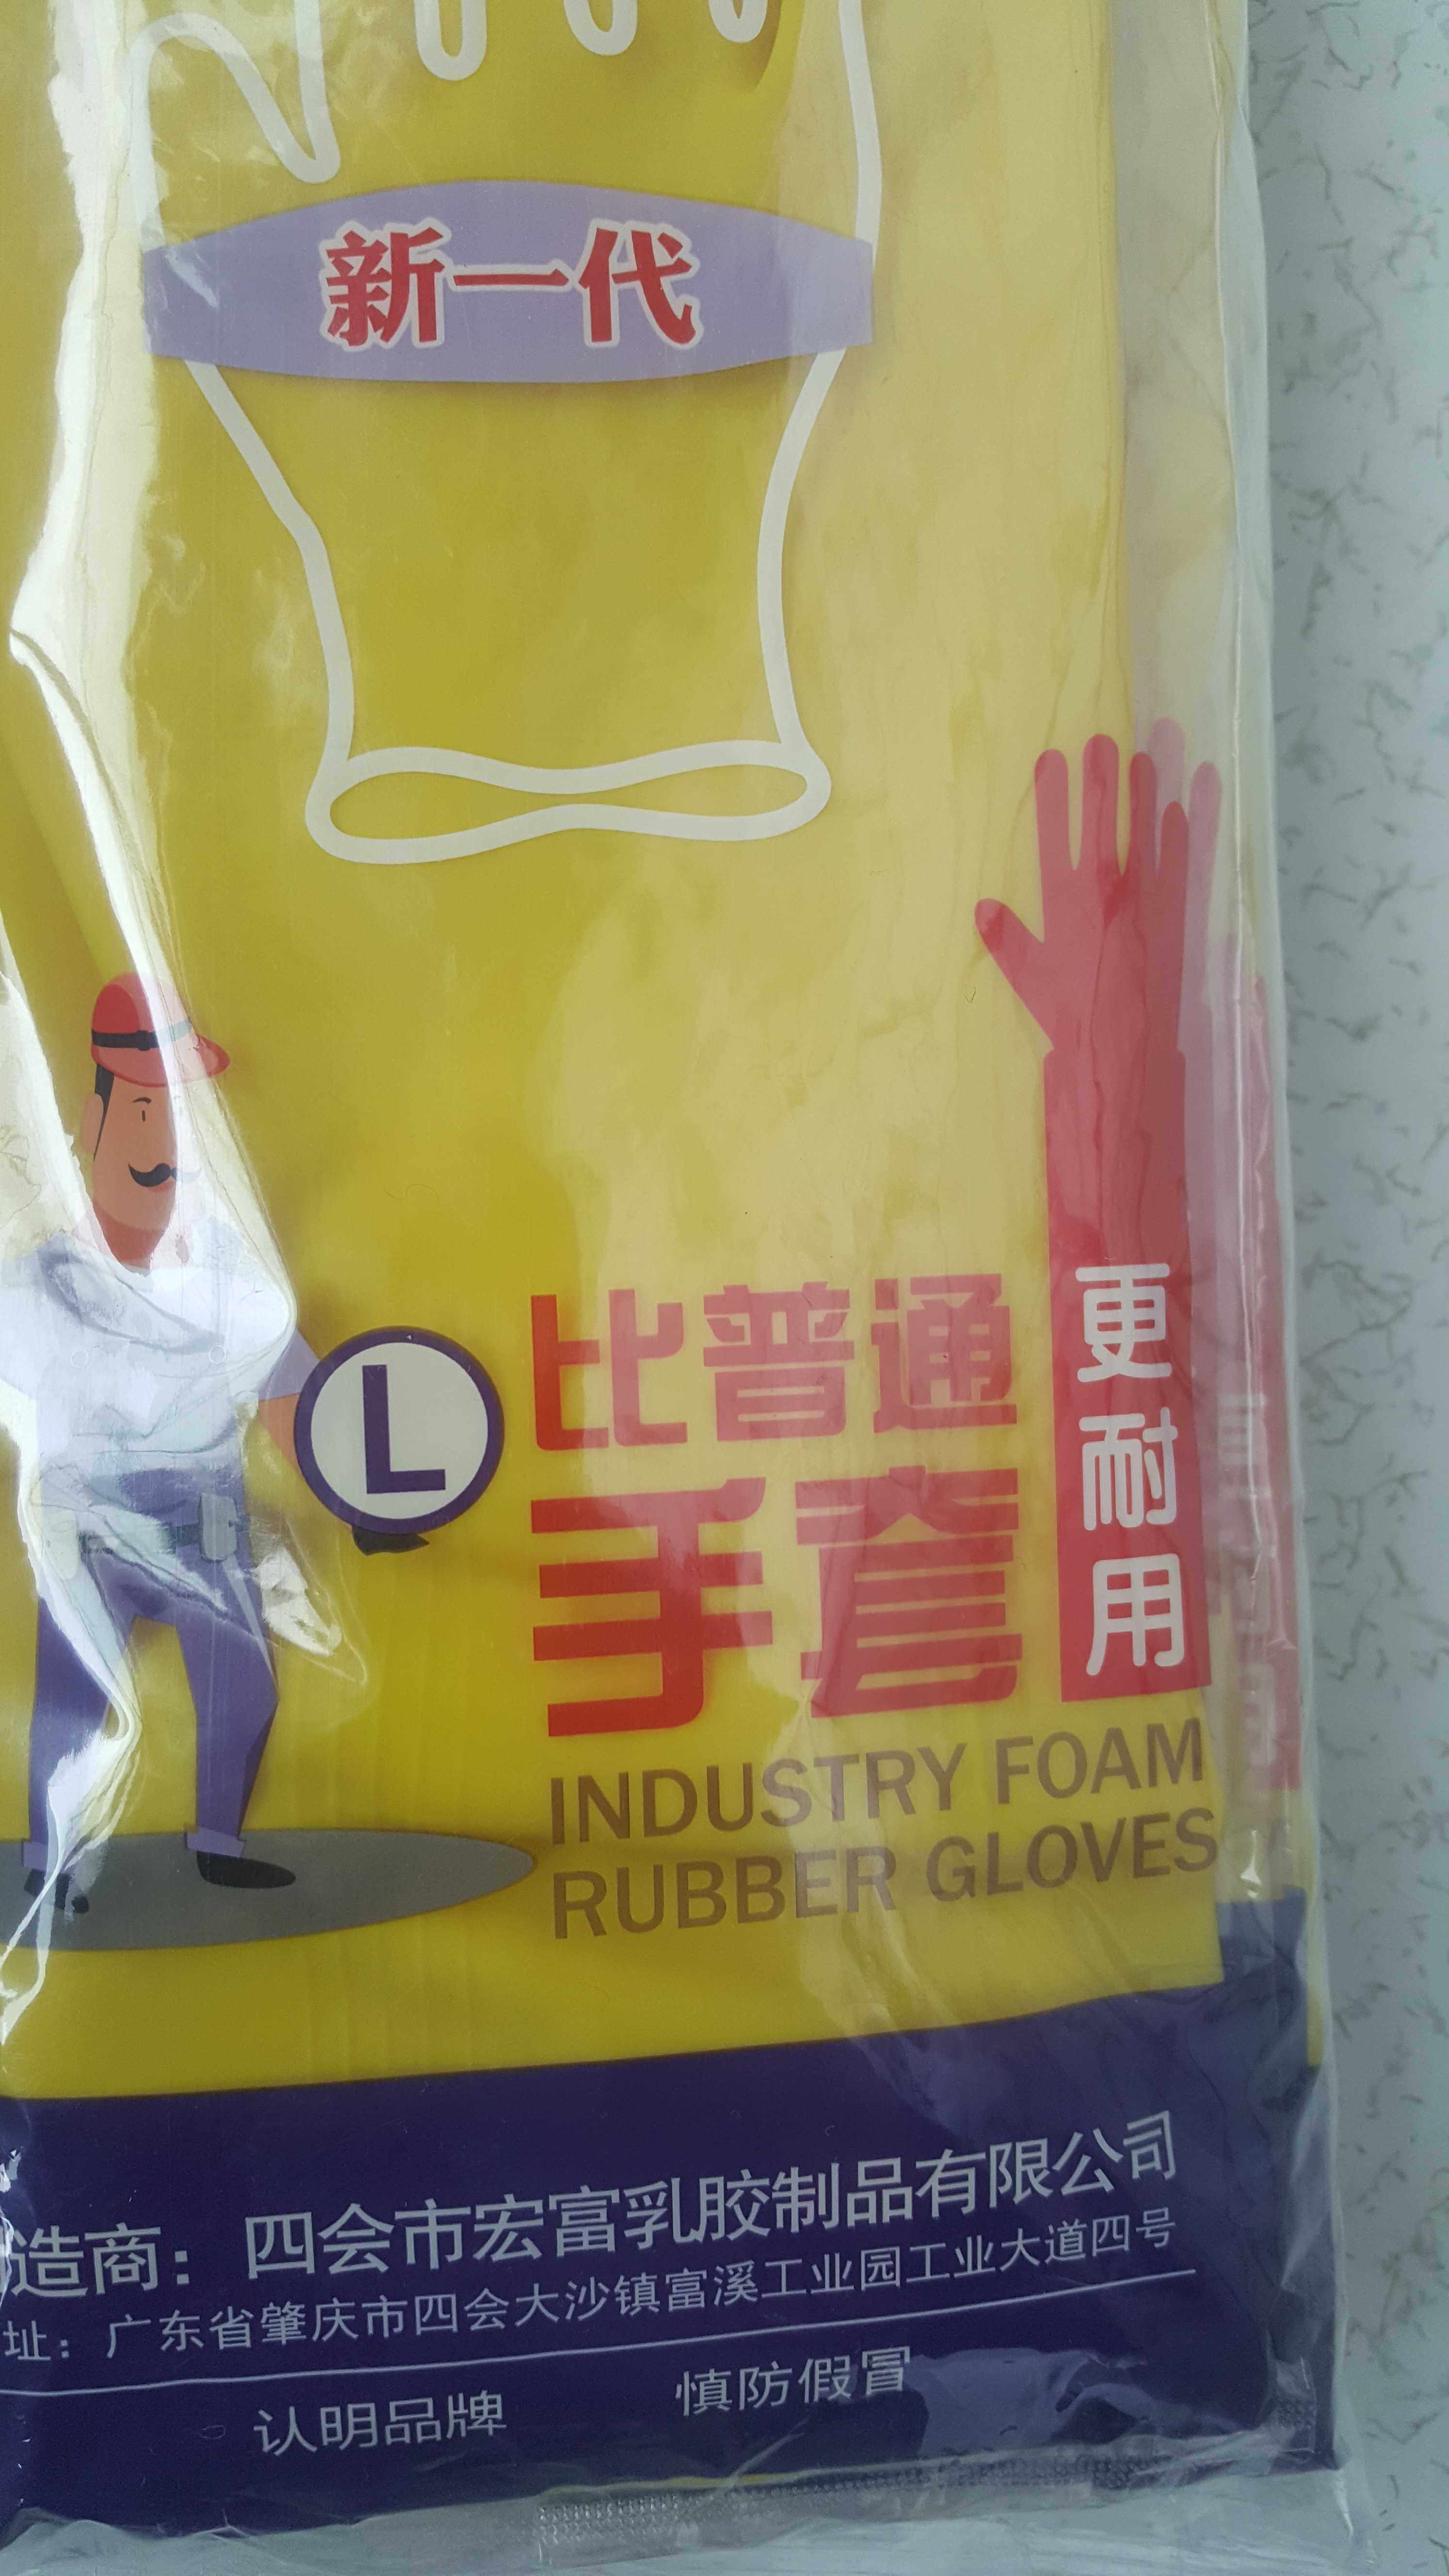 新一代
L
比普通
手套
更耐用
INDUSTRY FOAM
RUBBER GLOVES
造商：四会市宏富乳胶制品有限公司
址：广东省肇庆市四会大沙镇富溪工业园工业大道四号
认明品牌 慎防假冒